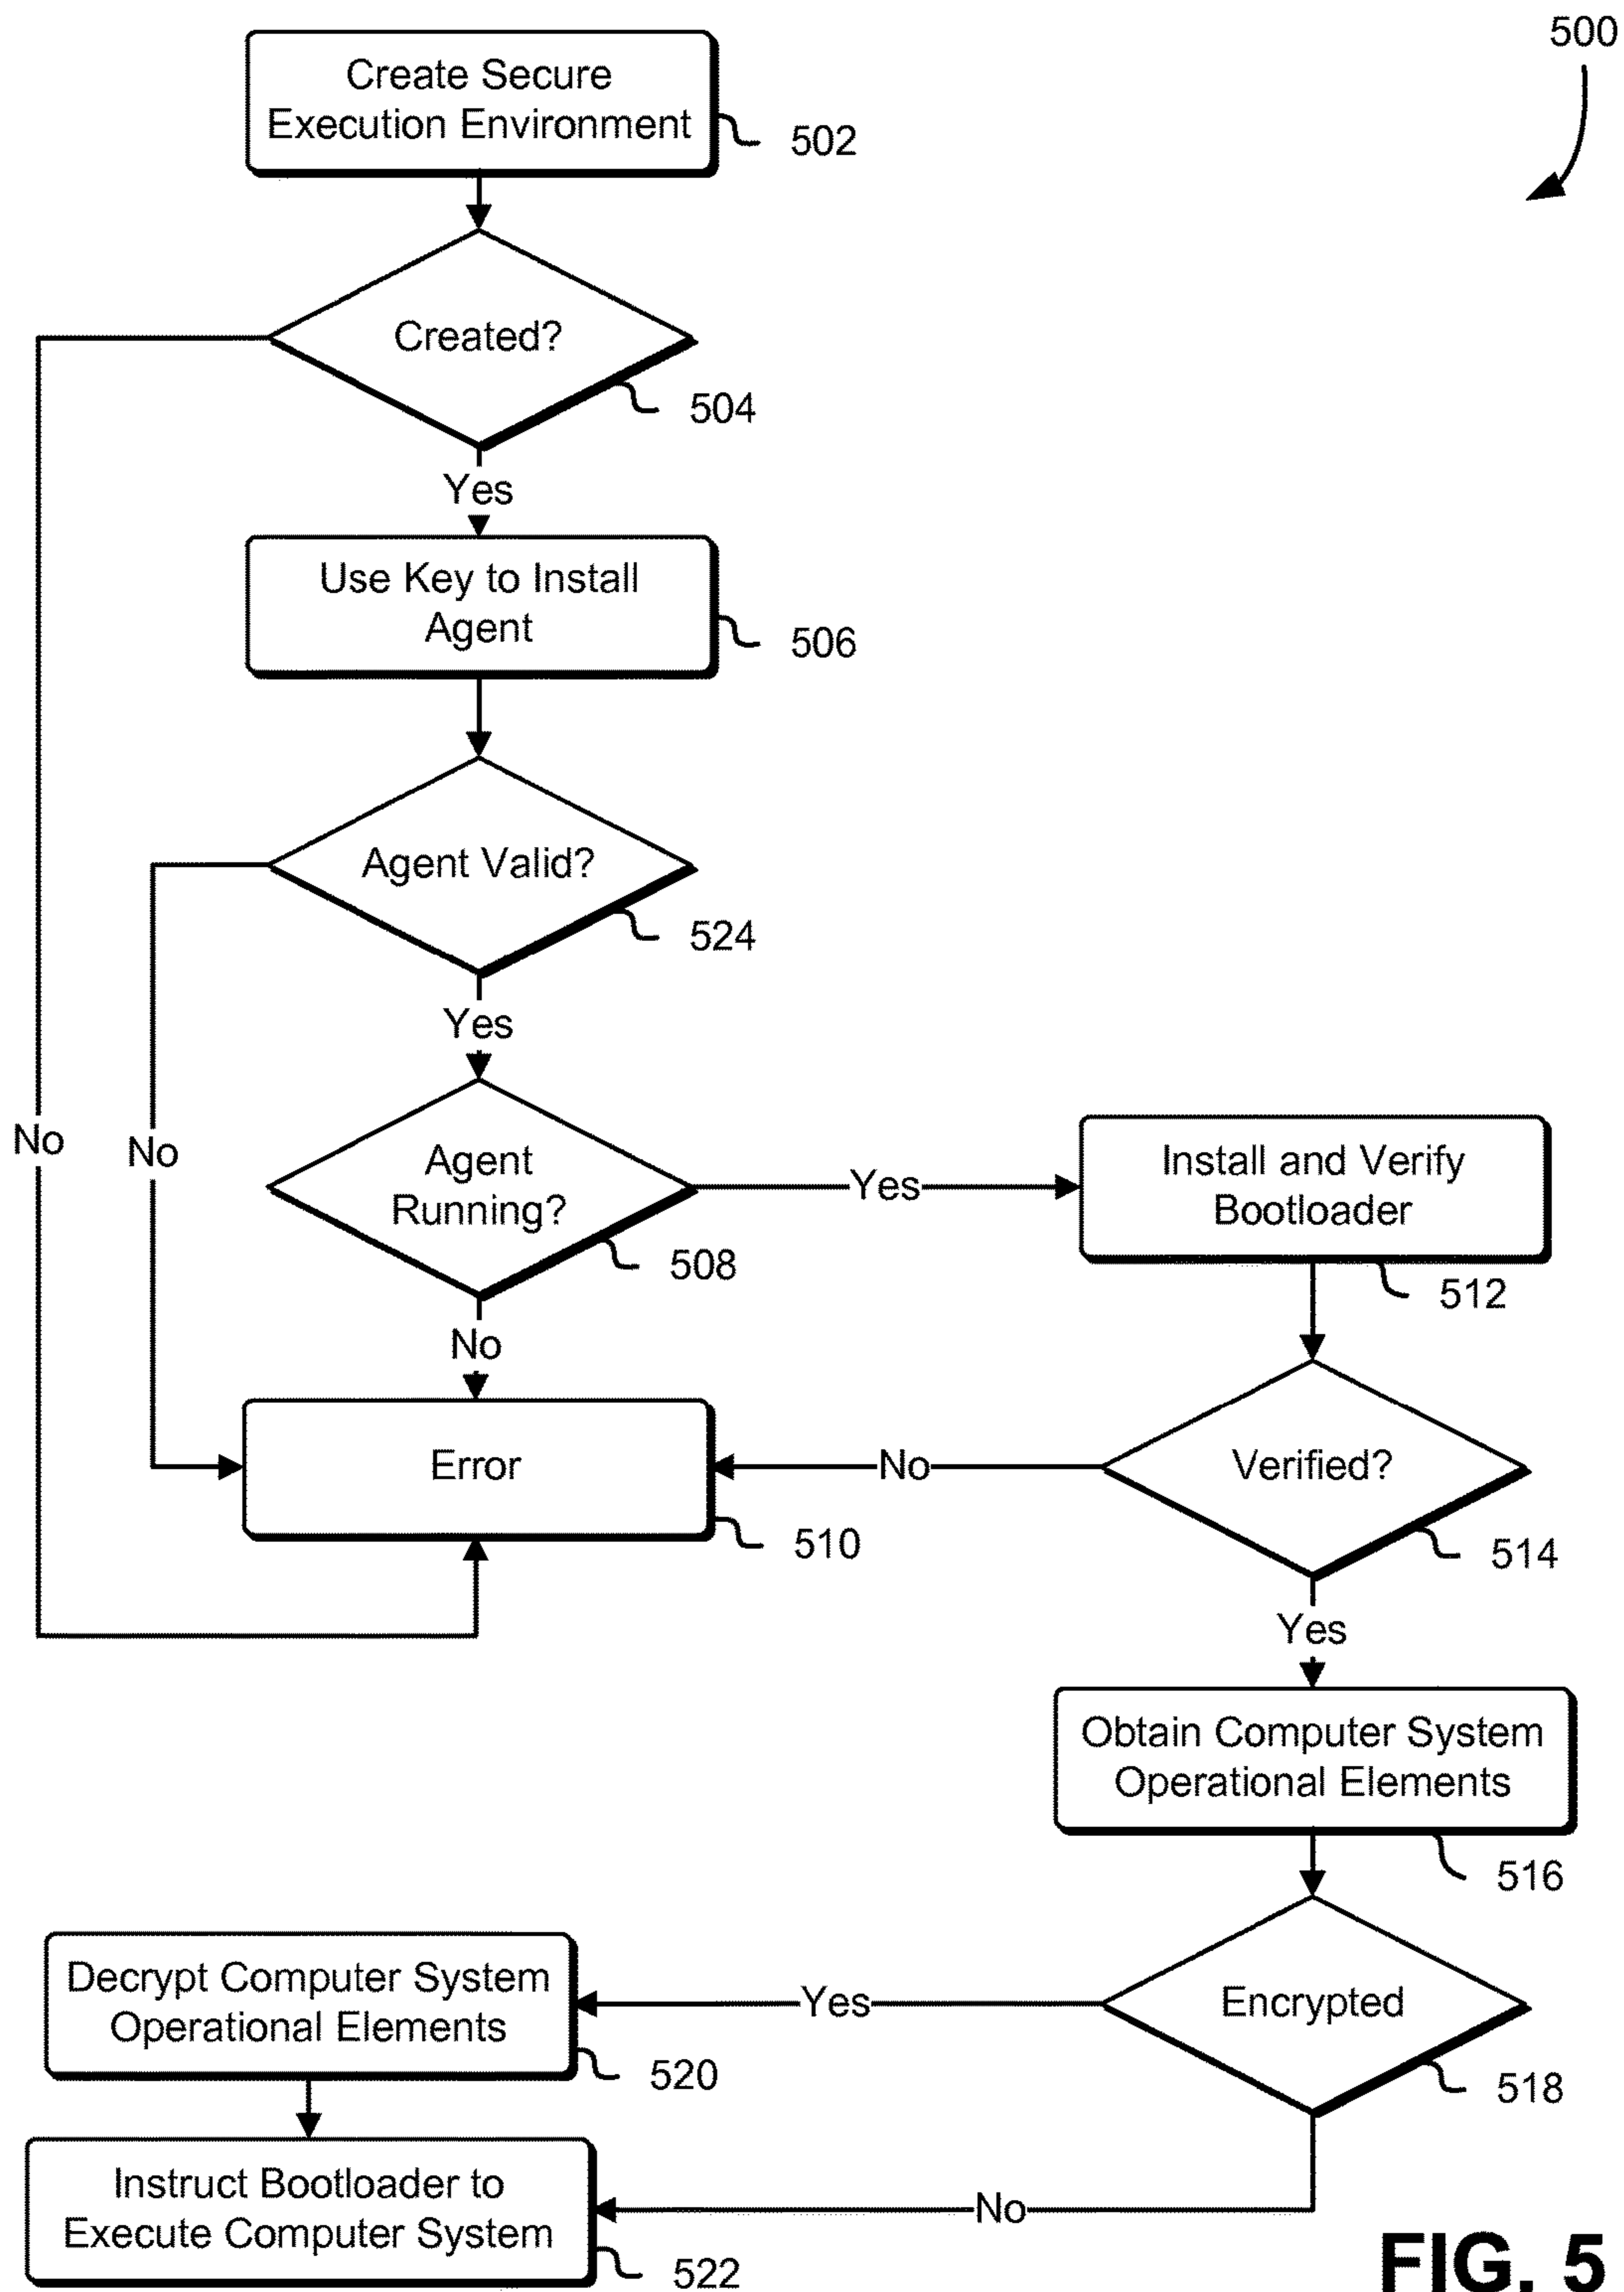 500
Create Secure
Execution Environment
502
Created?
504
Yes
Use Key to Install
Agent
506
Agent Valid?
524
Yes
No
No
Agent
Running?
508
Yes
Install and Verify
Bootloader
512
No
Error
510
No
Verified?
514
Yes
Obtain Computer System
Operational Elements
516
Decrypt Computer System
Operational Elements
520
Yes
Encrypted
518
Instruct Bootloader to
Execute Computer System
522
No
FIG. 5